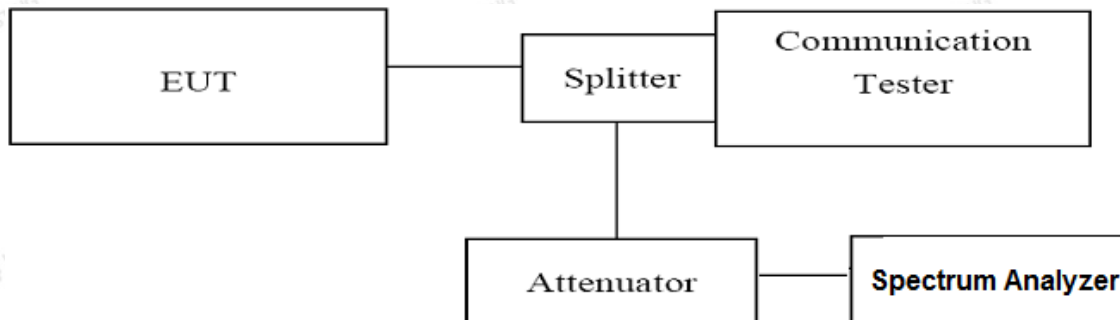 EUT
Splitter
Communication
Tester
Attenuator
Spectrum Analyzer